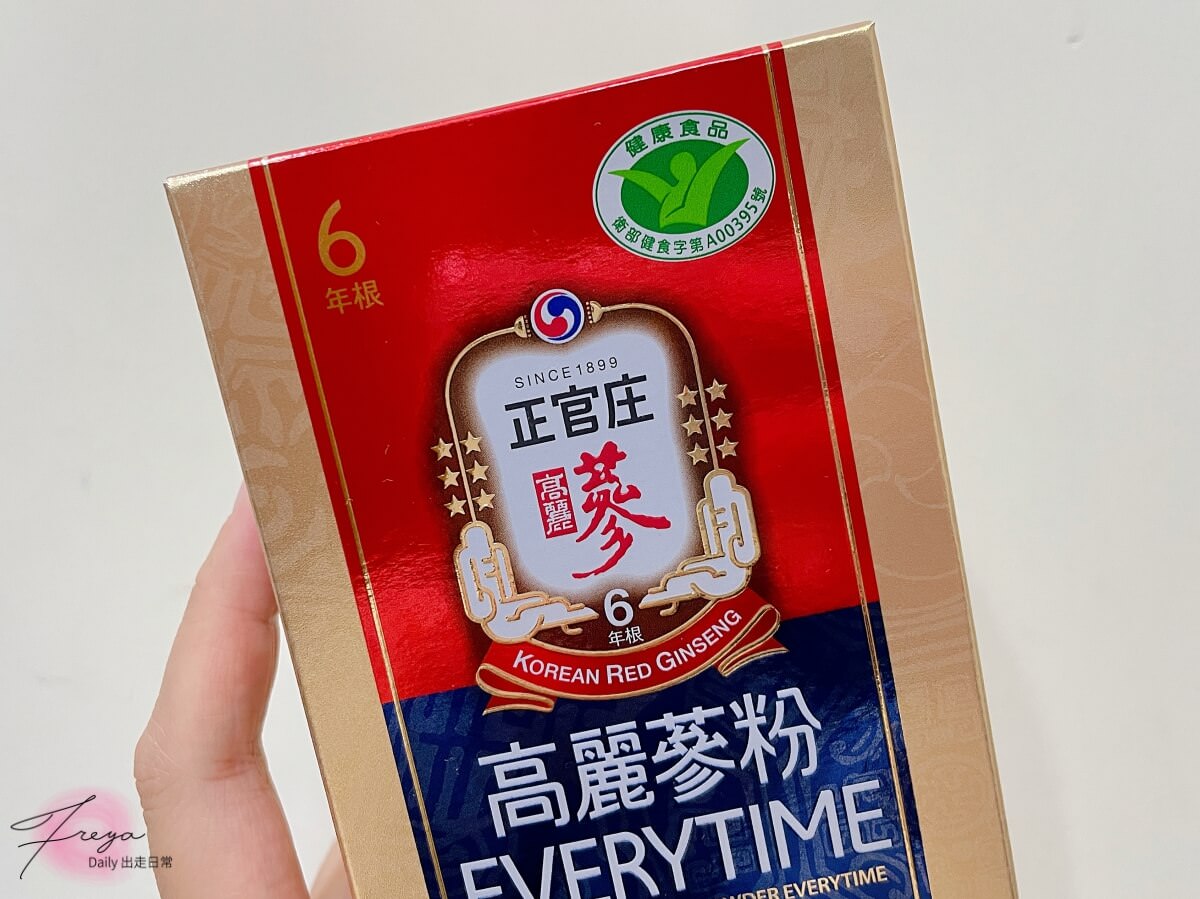 健康食品
衛部健食字第A00395號
6
年根
SINCE1899
正官庄
高麗
蔘
6
年根
KOREAN RED GINSENG
高麗蔘粉
EVERYTIME
EVERYTIME
Freya
Daily 出走日常